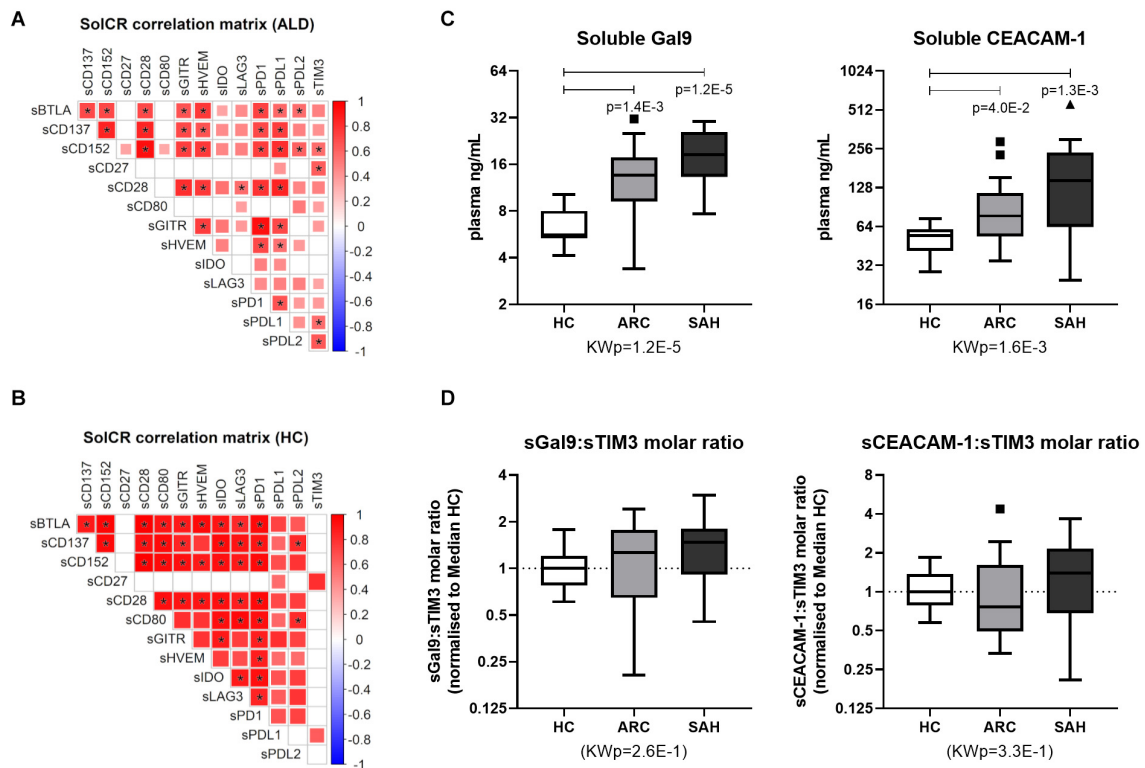 A
SolCR correlation matrix (ALD)
sCD137
sCD152
sCD27
sCD28
sCD80
sGITR
sHVEM
sIDO
sLAG3
sPD1
sPDL1
sPDL2
sTIM3
sBTLA
sCD137
sCD152
sCD27
sCD28
sCD80
sGITR
sHVEM
sIDO
sLAG3
sPD1
sPDL1
sPDL2
1
0.8
0.6
0.4
0.2
0
-0.2
-0.4
-0.6
-0.8
-1
B
SolCR correlation matrix (HC)
sCD137
sCD152
sCD27
sCD28
sCD80
sGITR
sHVEM
sIDO
sLAG3
sPD1
sPDL1
sPDL2
sTIM3
sBTLA
sCD137
sCD152
sCD27
sCD28
sCD80
sGITR
sHVEM
sIDO
sLAG3
sPD1
sPDL1
sPDL2
1
0.8
0.6
0.4
0.2
0
-0.2
-0.4
-0.6
-0.8
-1
C
Soluble Gal9
plasma ng/mL
64
32
16
8
4
2
p=1.4E-3
p=1.2E-5
HC ARC SAH
KWp=1.2E-5
Soluble CEACAM-1
plasma ng/mL
1024
512
256
128
64
32
16
p=4.0E-2
p=1.3E-3
HC ARC SAH
KWp=1.6E-3
D
sGal9:sTIM3 molar ratio
sGal9:sTIM3 molar ratio
(normalised to Median HC)
4
2
1
0.5
0.25
0.125
HC ARC SAH
(KWp=2.6E-1)
sCEACAM-1:sTIM3 molar ratio
sCEACAM-1:sTIM3 molar ratio
(normalised to Median HC)
8
4
2
1
0.5
0.25
0.125
HC ARC SAH
(KWp=3.3E-1)